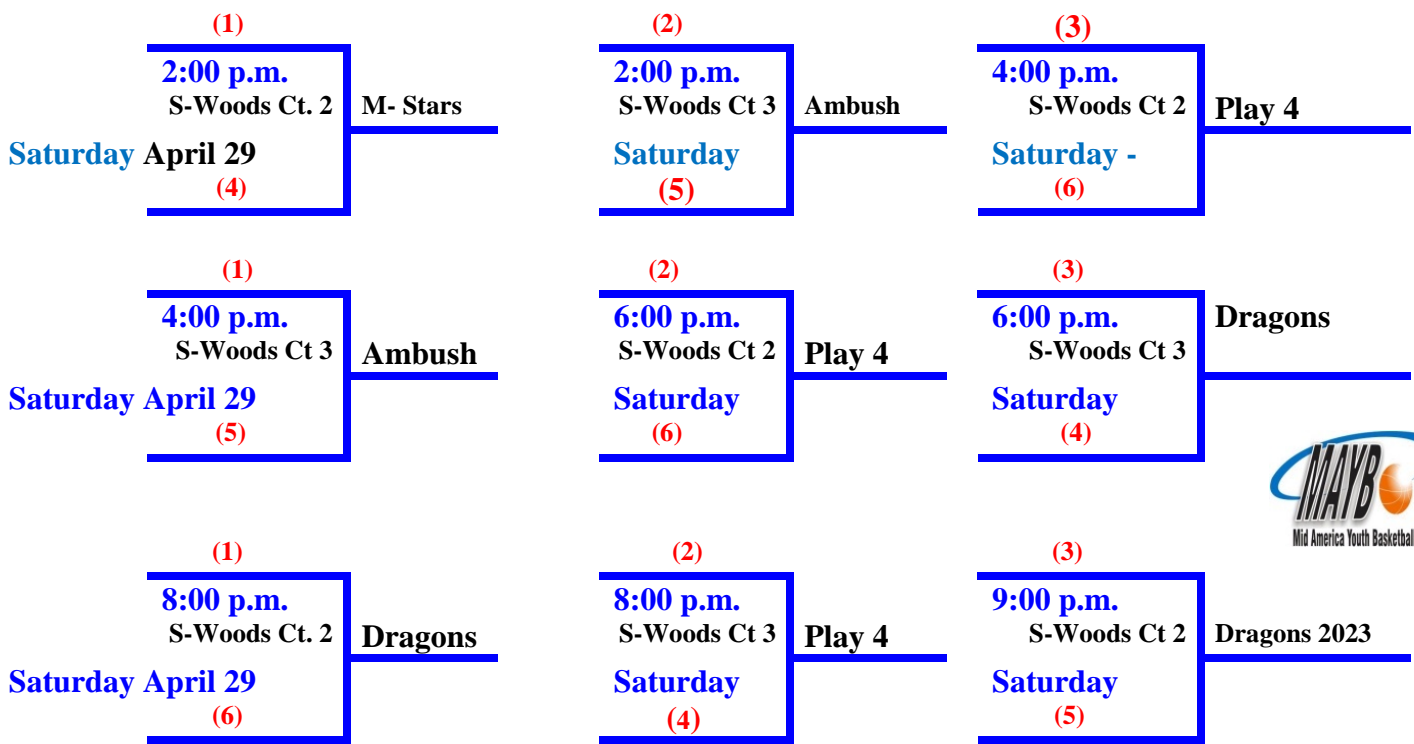 (1)
2:00 p.m.
S-Woods Ct. 2
M- Stars
Saturday April 29
(4)
(2)
2:00 p.m.
S-Woods Ct 3
Ambush
Saturday
(5)
(3)
4:00 p.m.
S-Woods Ct 2
Play 4
Saturday -
(6)
(1)
4:00 p.m.
S-Woods Ct 3
Ambush
Saturday April 29
(5)
(2)
6:00 p.m.
S-Woods Ct 2
Play 4
Saturday
(6)
(3)
6:00 p.m.
S-Woods Ct 3
Dragons
Saturday
(4)
MAYB
Mid America Youth Basketbal
(1)
8:00 p.m.
S-Woods Ct. 2
Dragons
Saturday April 29
(6)
(2)
8:00 p.m.
S-Woods Ct 3
Play 4
Saturday
(4)
(3)
9:00 p.m.
S-Woods Ct 2
Dragons 2023
Saturday
(5)